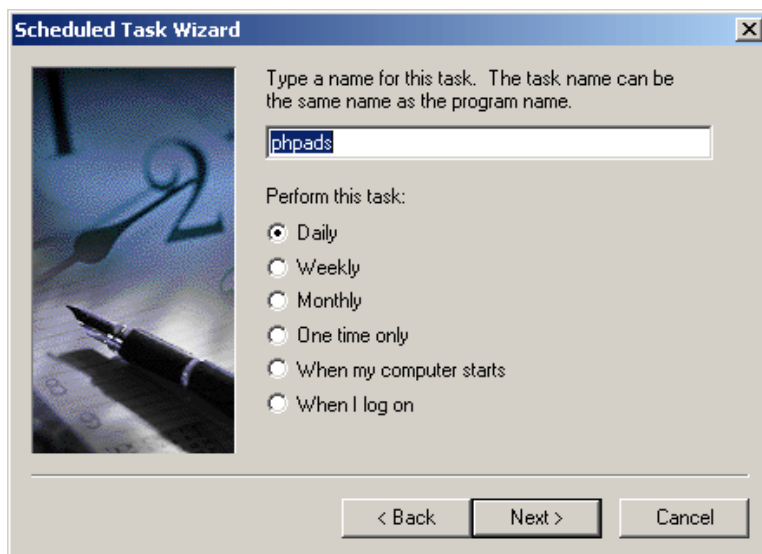 Scheduled Task Wizard
Type a name for this task. The task name can be
the same name as the program name.
phpads
Perform this task:
Daily
Weekly
Monthly
One time only
When my computer starts
When I log on
< Back
Next >
Cancel